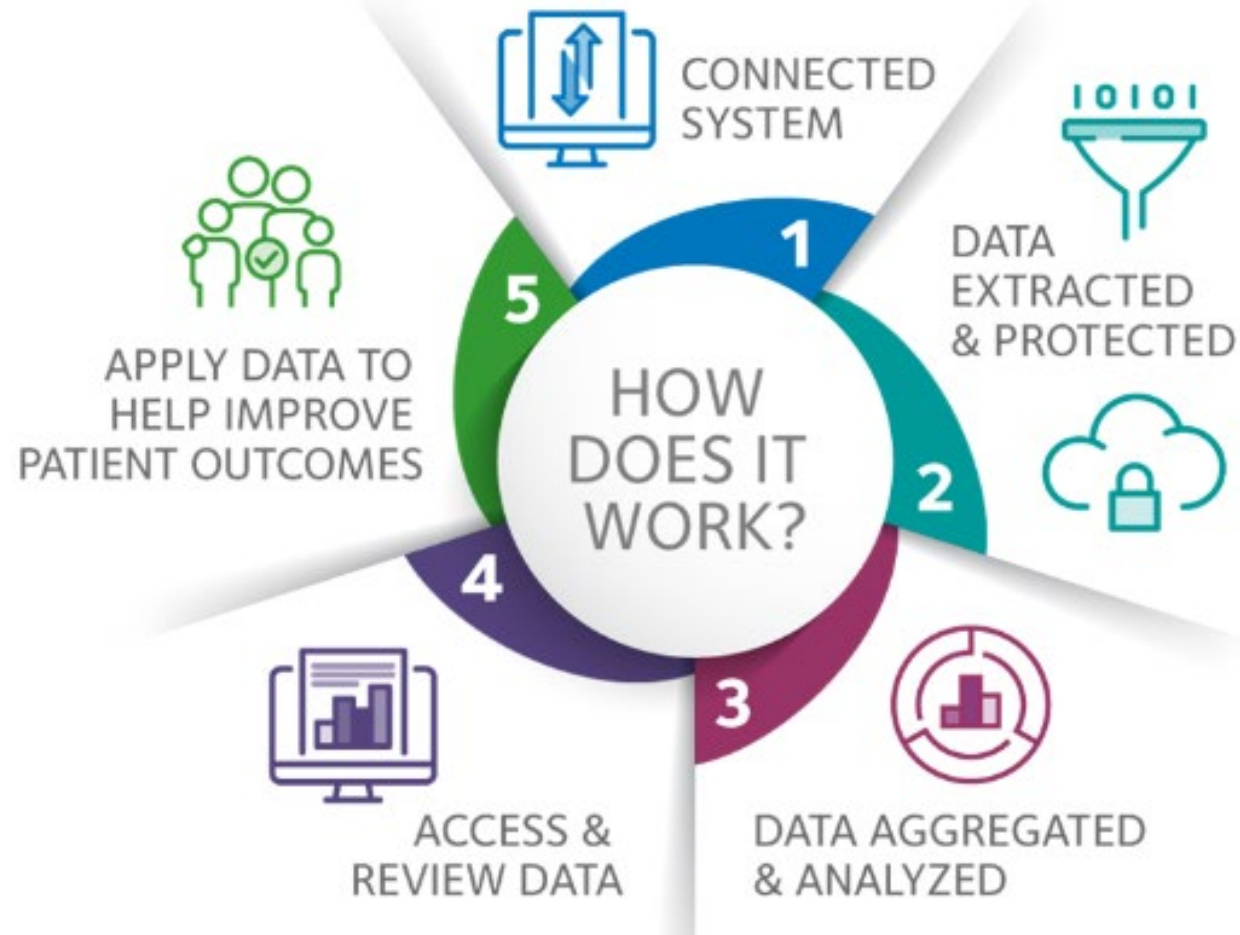 HOW
DOES IT
WORK?
1
CONNECTED
SYSTEM
10101
2
DATA
EXTRACTED
& PROTECTED
3
DATA AGGREGATED
& ANALYZED
4
ACCESS &
REVIEW DATA
5
APPLY DATA TO
HELP IMPROVE
PATIENT OUTCOMES